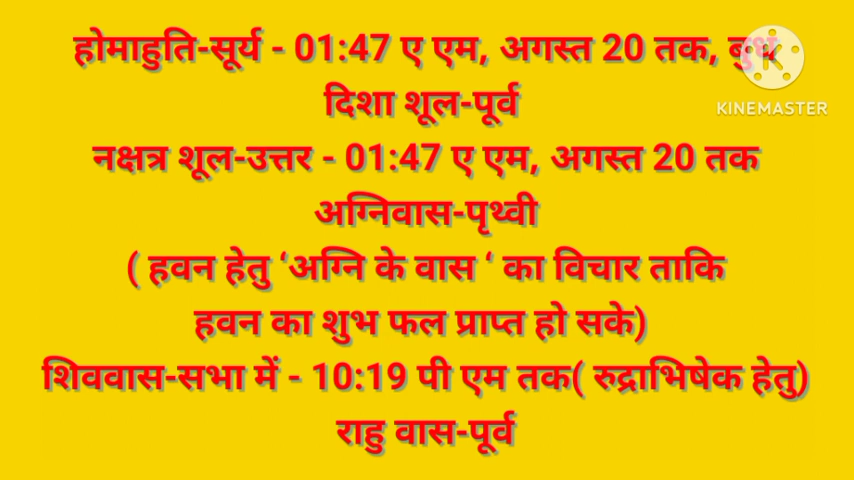 होमाहुति-सूर्य - 01:47 ए एम, अगस्त 20 तक, बुध
दिशा शूल-पूर्व
नक्षत्र शूल-उत्तर - 01:47 ए एम, अगस्त 20 तक
अग्निवास-पृथ्वी
( हवन हेतु ‘अग्नि के वास ‘ का विचार ताकि
हवन का शुभ फल प्राप्त हो सके)
शिववास-सभा में - 10:19 पी एम तक( रुद्राभिषेक हेतु)
राहु वास-पूर्व
K
KINEMASTER